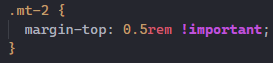 .mt-2 {
  margin-top: 0.5rem !important;
}